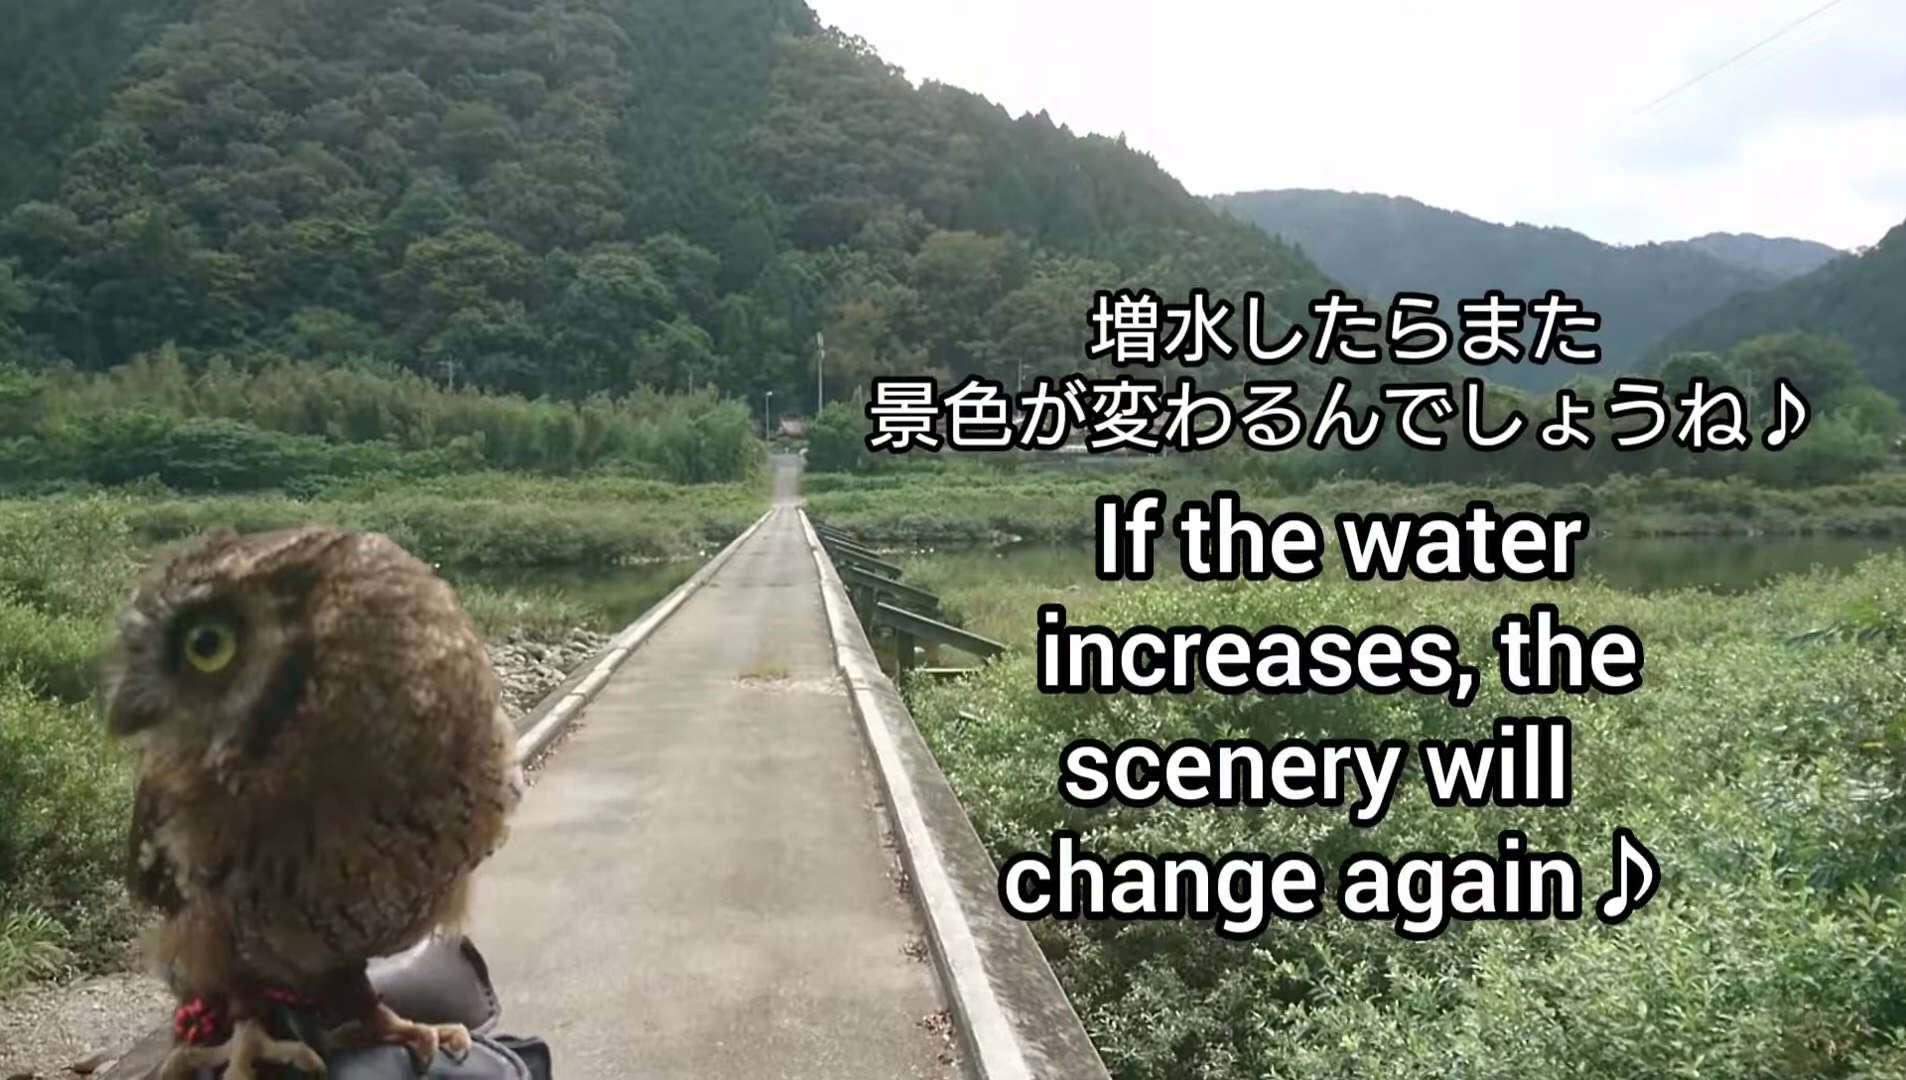 増水したらまた
景色が変わるんでしょうね♪
If the water
increases, the
scenery will
change again♪